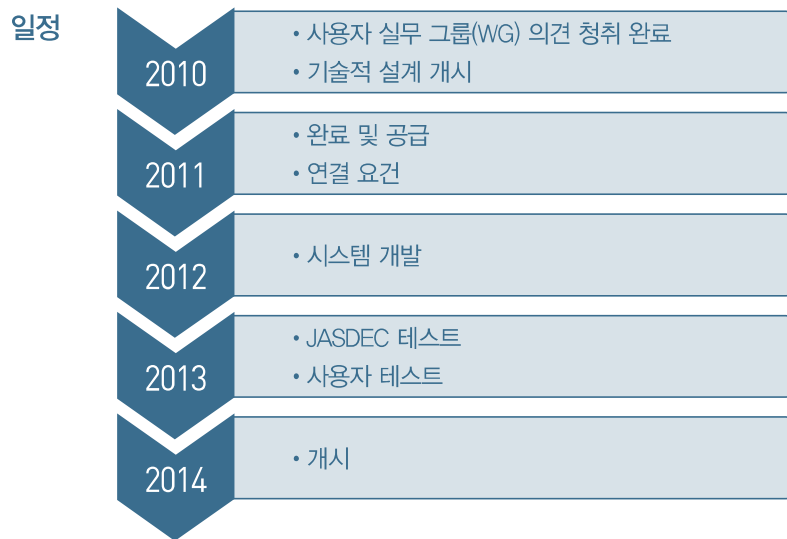 일정
2010
• 사용자 실무 그룹(WG) 의견 청취 완료
• 기술적 설계 개시
2011
• 완료 및 공급
• 연결 요건
2012
• 시스템 개발
2013
• JASDEC 테스트
• 사용자 테스트
2014
• 개시